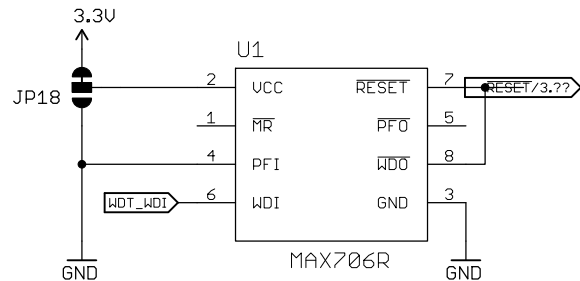 3.3V
U1
JP18
2 VCC RESET 7 RESET/3.??
1 MR PFO 5
4 PFI WDO 8
WDT_WDI 6 WDI GND 3
MAX706R
GND GND